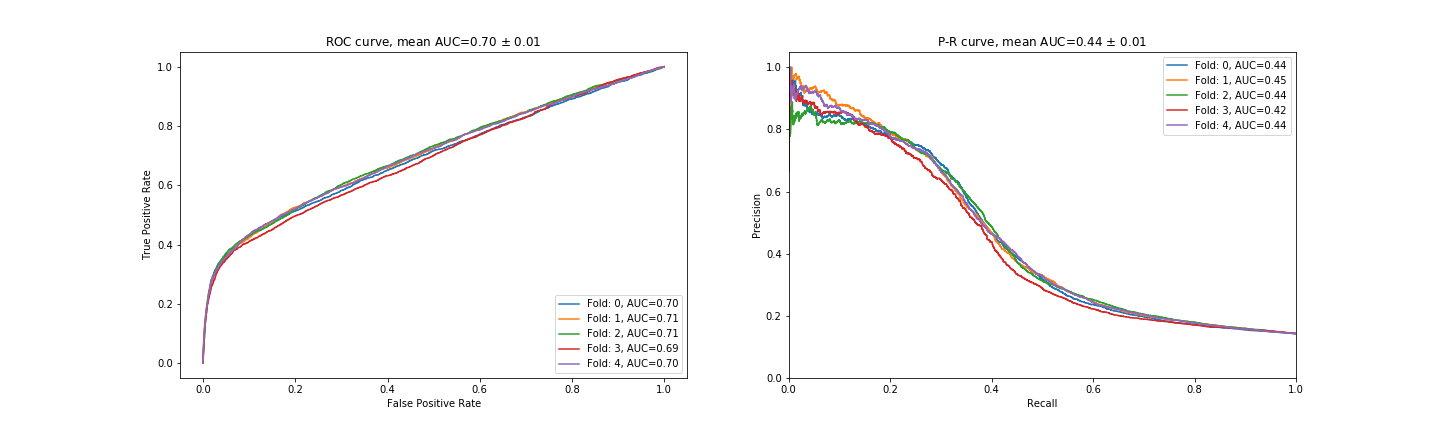 ROC curve, mean AUC=0.70 ± 0.01
True Positive Rate
1.0
0.8
0.6
0.4
0.2
0.0
Fold: 0, AUC=0.70
Fold: 1, AUC=0.71
Fold: 2, AUC=0.71
Fold: 3, AUC=0.69
Fold: 4, AUC=0.70
0.0 0.2 0.4 0.6 0.8 1.0
False Positive Rate
P-R curve, mean AUC=0.44 ± 0.01
Precision
1.0
0.8
0.6
0.4
0.2
0.0
Fold: 0, AUC=0.44
Fold: 1, AUC=0.45
Fold: 2, AUC=0.44
Fold: 3, AUC=0.42
Fold: 4, AUC=0.44
0.0 0.2 0.4 0.6 0.8 1.0
Recall